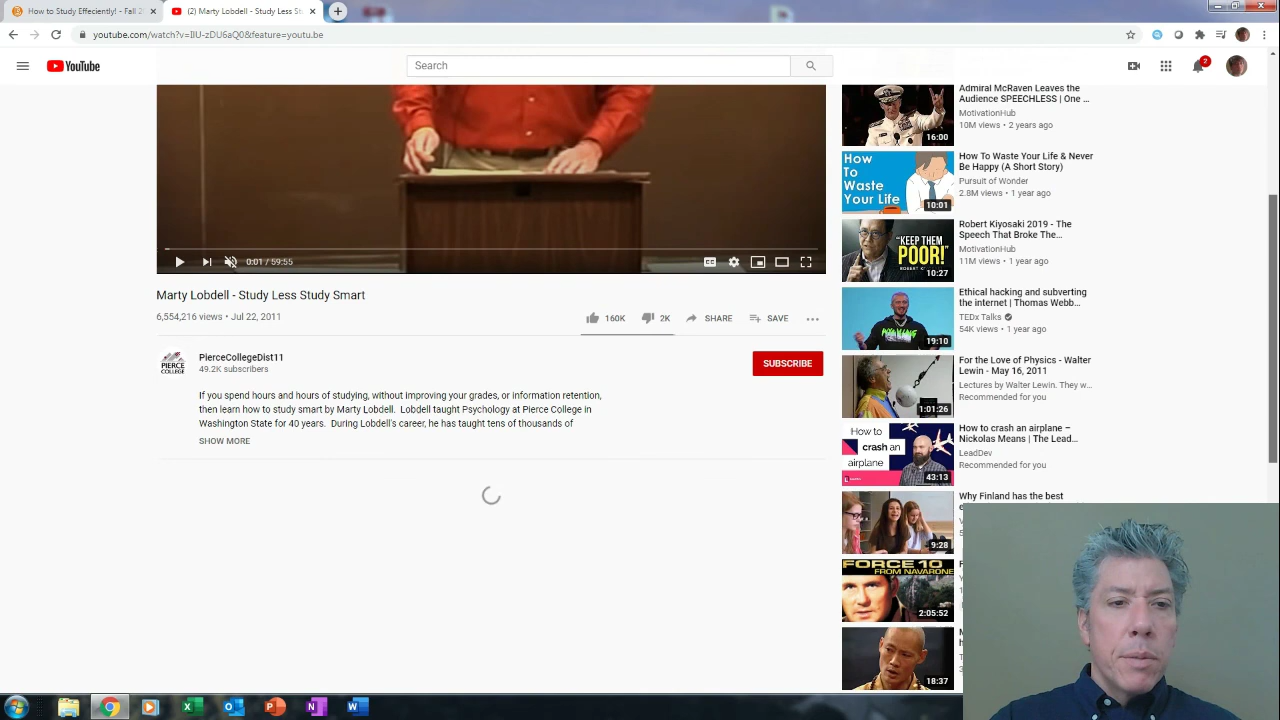 How to Study Effeciently! - Fall 2
(2) Marty Lobdell - Study Less St
youtube.com/watch?v=IlU-zDU6aQ0&feature=youtu.be
YouTube
Search
2
0:01 / 59:55
CC
Marty Lobdell - Study Less Study Smart
6,554,216 views • Jul 22, 2011
160K
2K
SHARE
SAVE
PIERCE
COLLEGE
PierceCollegeDist11
49.2K subscribers
SUBSCRIBE
If you spend hours and hours of studying, without improving your grades, or information retention,
then learn how to study smart by Marty Lobdell. Lobdell taught Psychology at Pierce College in
Washington State for 40 years. During Lobdell's career, he has taught tens of thousands of
SHOW MORE
Admiral McRaven Leaves the
Audience SPEECHLESS | One ...
MotivationHub
10M views • 2 years ago
16:00
How
To
Waste
Your Life
10:01
How To Waste Your Life & Never
Be Happy (A Short Story)
Pursuit of Wonder
2.8M views • 1 year ago
"KEEP THEM
POOR!"
10:27
Robert Kiyosaki 2019 - The
Speech That Broke The...
MotivationHub
11M views • 1 year ago
19:10
Ethical hacking and subverting
the internet | Thomas Webb...
TEDx Talks
54K views • 1 year ago
1:01:26
For the Love of Physics - Walter
Lewin - May 16, 2011
Lectures by Walter Lewin. They w...
Recommended for you
How to
crash an
airplane
43:13
How to crash an airplane –
Nickolas Means | The Lead...
LeadDev
Recommended for you
9:28
Why Finland has the best
FORCE 10
FROM NAVARONE
2:05:52
18:37